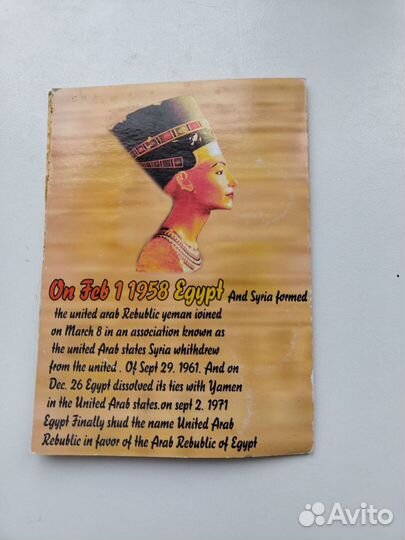 On Feb 1 1958 Egypt And Syria formed
the united arab Rebublic yeman ioined
on March 8 in an association known as
the united Arab states Syria whithdrew
from the united . Of Sept 29. 1961. And on
Dec. 26 Egypt dissolved its ties with Yamen
in the United Arab states.on sept 2. 1971
Egypt Finally shud the name United Arab
Rebublic in favor of the Arab Rebublic of Egypt
Avito